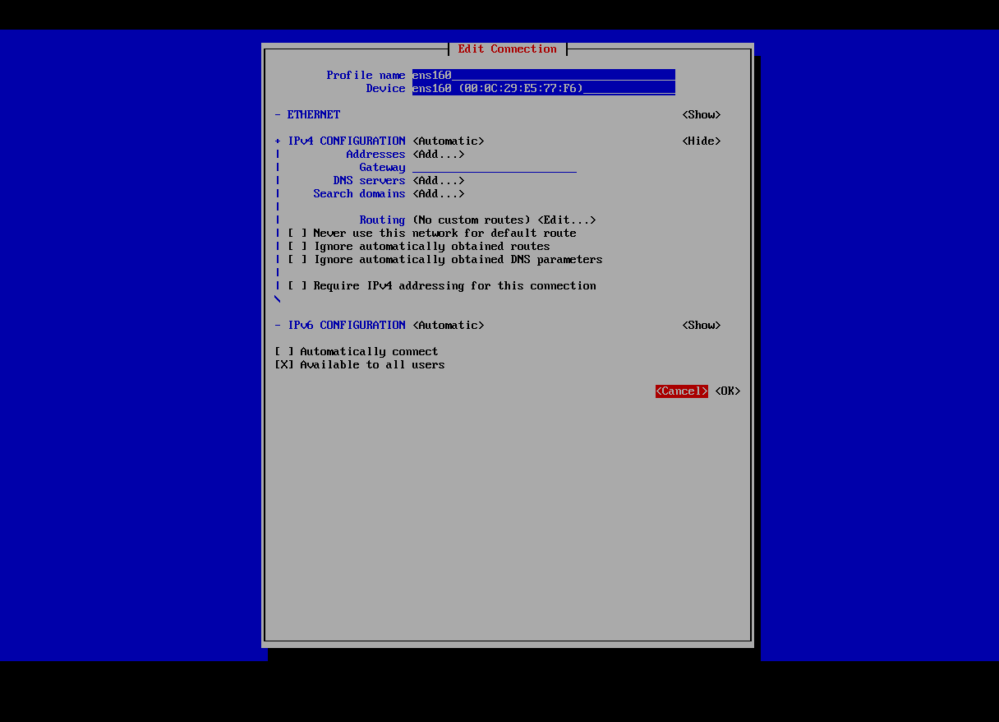 Edit Connection
Profile name ens160
Device ens160 (00:0C:29:E5:77:F6)
- ETHERNET <Show>
+ IPv4 CONFIGURATION <Automatic> <Hide>
| Addresses <Add...>
| Gateway
| DNS servers <Add...>
| Search domains <Add...>
|
| Routing (No custom routes) <Edit...>
| [ ] Never use this network for default route
| [ ] Ignore automatically obtained routes
| [ ] Ignore automatically obtained DNS parameters
|
| [ ] Require IPv4 addressing for this connection
\
- IPv6 CONFIGURATION <Automatic> <Show>
[ ] Automatically connect
[X] Available to all users
<Cancel> <OK>